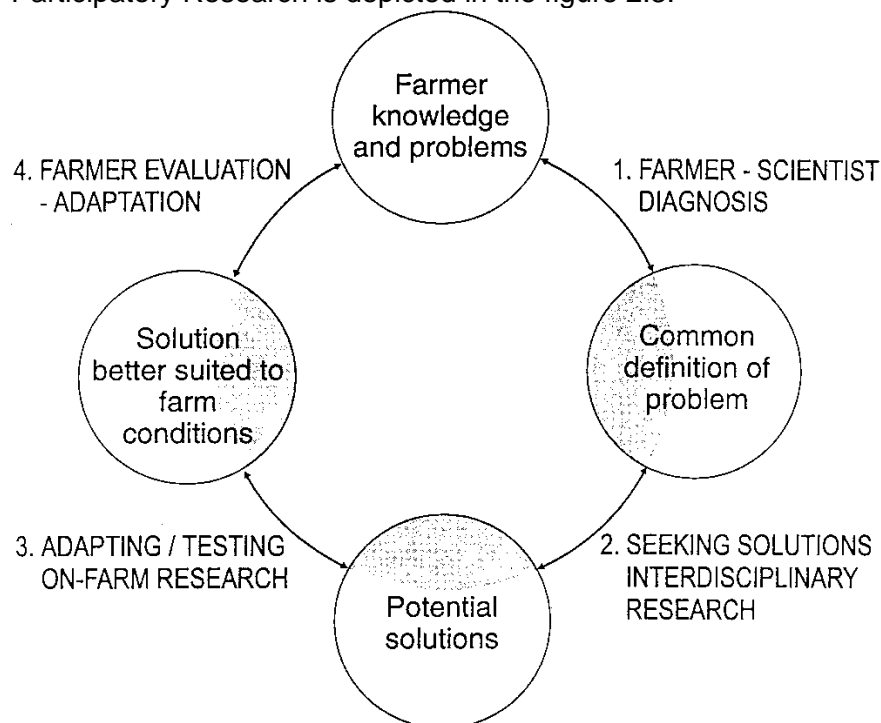 Participatory Research is depicted in the figure
Farmer
knowledge
and problems
4. FARMER EVALUATION
- ADAPTATION
1. FARMER - SCIENTIST
DIAGNOSIS
Solution
better suited to
farm
conditions
Common
definition of
problem
3. ADAPTING / TESTING
ON-FARM RESEARCH
2. SEEKING SOLUTIONS
INTERDISCIPLINARY
RESEARCH
Potential
solutions